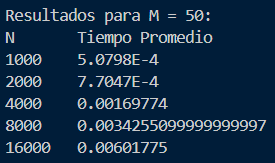 Resultados para M = 50:
N Tiempo Promedio
1000 5.0798E-4
2000 7.7047E-4
4000 0.00169774
8000 0.0034255099999999997
16000 0.00601775